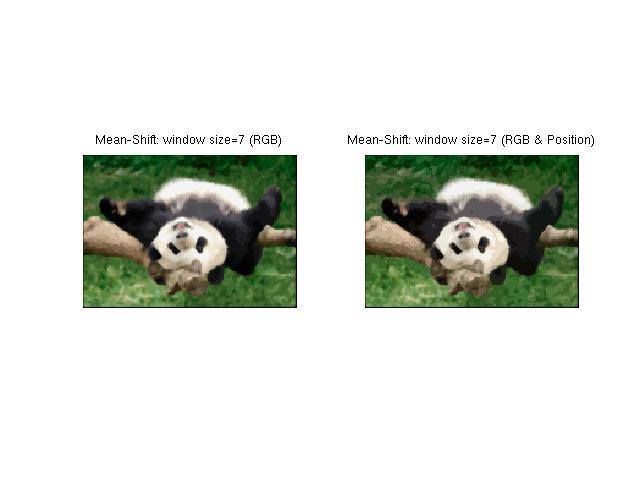 Mean-Shift: window size=7 (RGB)
Mean-Shift: window size=7 (RGB & Position)